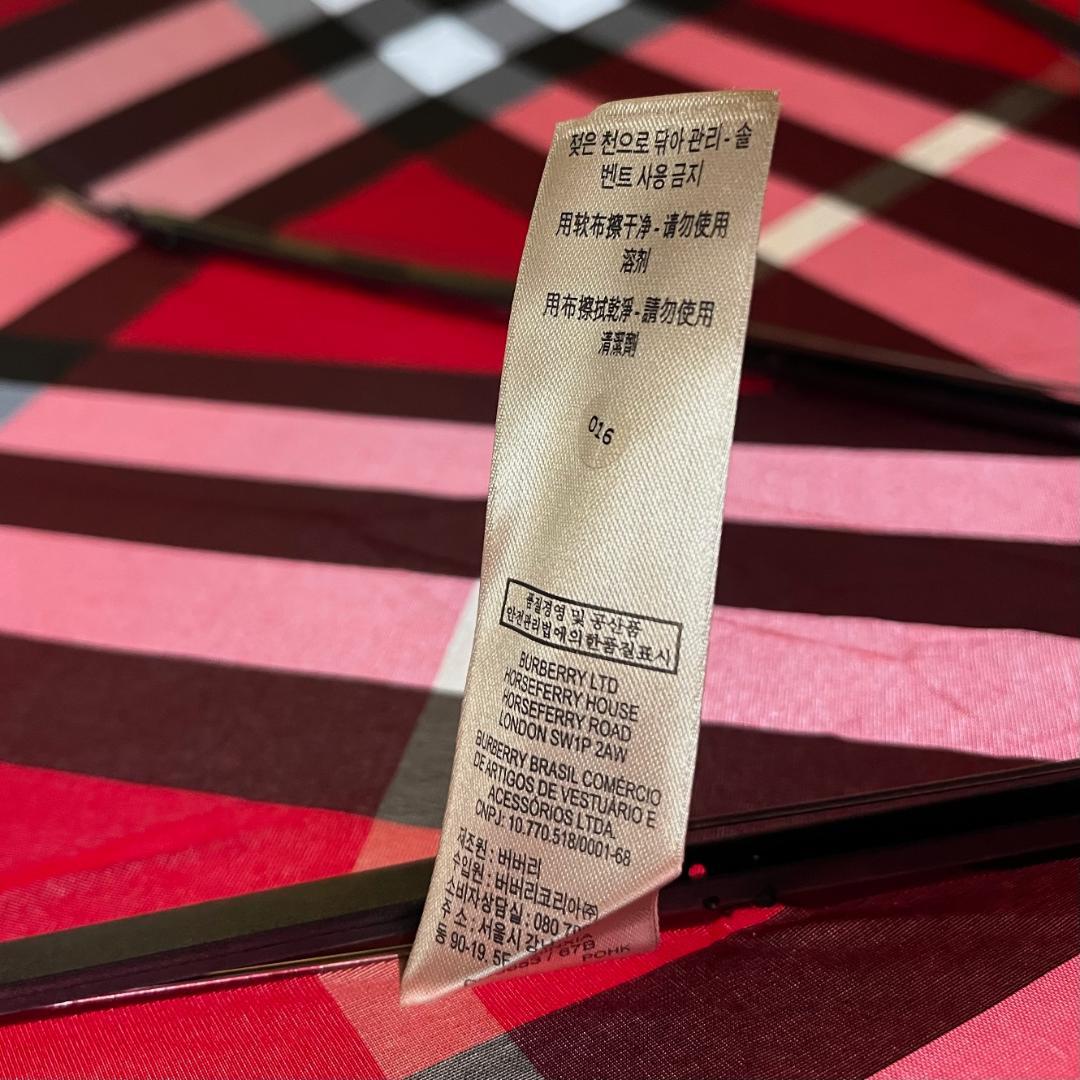 젖은 천으로 닦아 관리 - 솔
벤트 사용 금지
用软布擦干净 - 请勿使用
溶剂
用布擦拭乾淨 - 請勿使用
清潔劑
016
품질경영 및 공산품
안전관리법에의한품질표시
BURBERRY LTD
HORSEFERRY HOUSE
HORSEFERRY ROAD
LONDON SW1P 2AW
BURBERRY BRASIL COMÉRCIO
DE ARTIGOS DE VESTUÁRIO E
ACESSÓRIOS LTDA.
CNPJ: 10.770.518/0001-68
제조원 : 버버리
수입원 : 버버리코리아㈜
소비자상담실 : 080
주 소 : 서울시
동 90-19. 5F
/ 67B
POHK